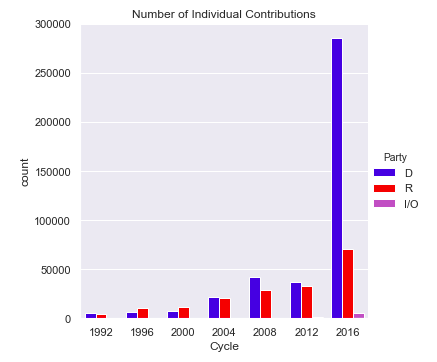 Number of Individual Contributions
300000
250000
200000
150000
100000
50000
0
count
1992 1996 2000 2004 2008 2012 2016
Cycle
Party
D
R
I/O